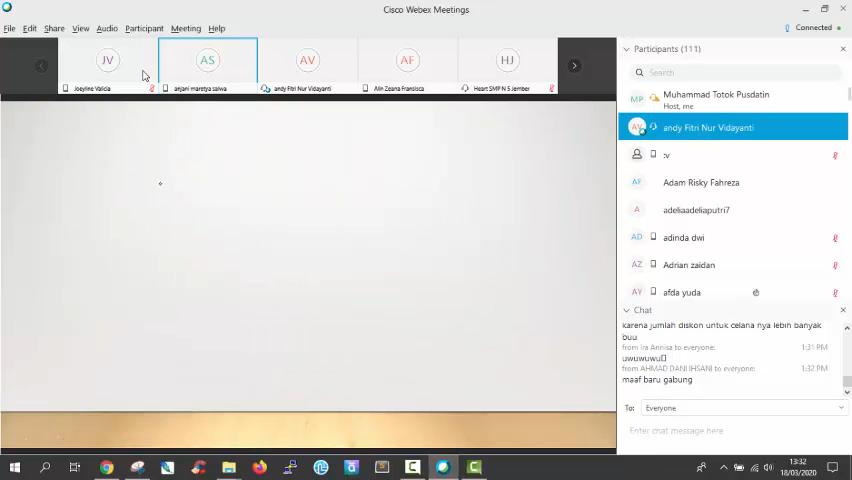 Cisco Webex Meetings
File Edit Share View Audio Participant Meeting Help
Connected
JV
AS
AV
AF
HJ
Joeyline Valicia
anjani maretya salwa
andy Fitri Nur Vidayanti
Alin Zeana Fransisca
Heart SMP N 5 Jember
Participants (111)
Search
MP
Muhammad Totok Pusdatin
Host, me
AV
andy Fitri Nur Vidayanti
:v
AF
Adam Risky Fahreza
A
adeliaadeliaputri7
AD
adinda dwi
AZ
Adrian zaidan
AY
afda yuda
Chat
karena jumlah diskon untuk celana nya lebih banyak
buu
from Ira Annisa to everyone:
1:31 PM
uwuwuwu
from AHMAD DANI IHSANI to everyone:
1:32 PM
maaf baru gabung
To:
Everyone
Enter chat message here
13:32
18/03/2020